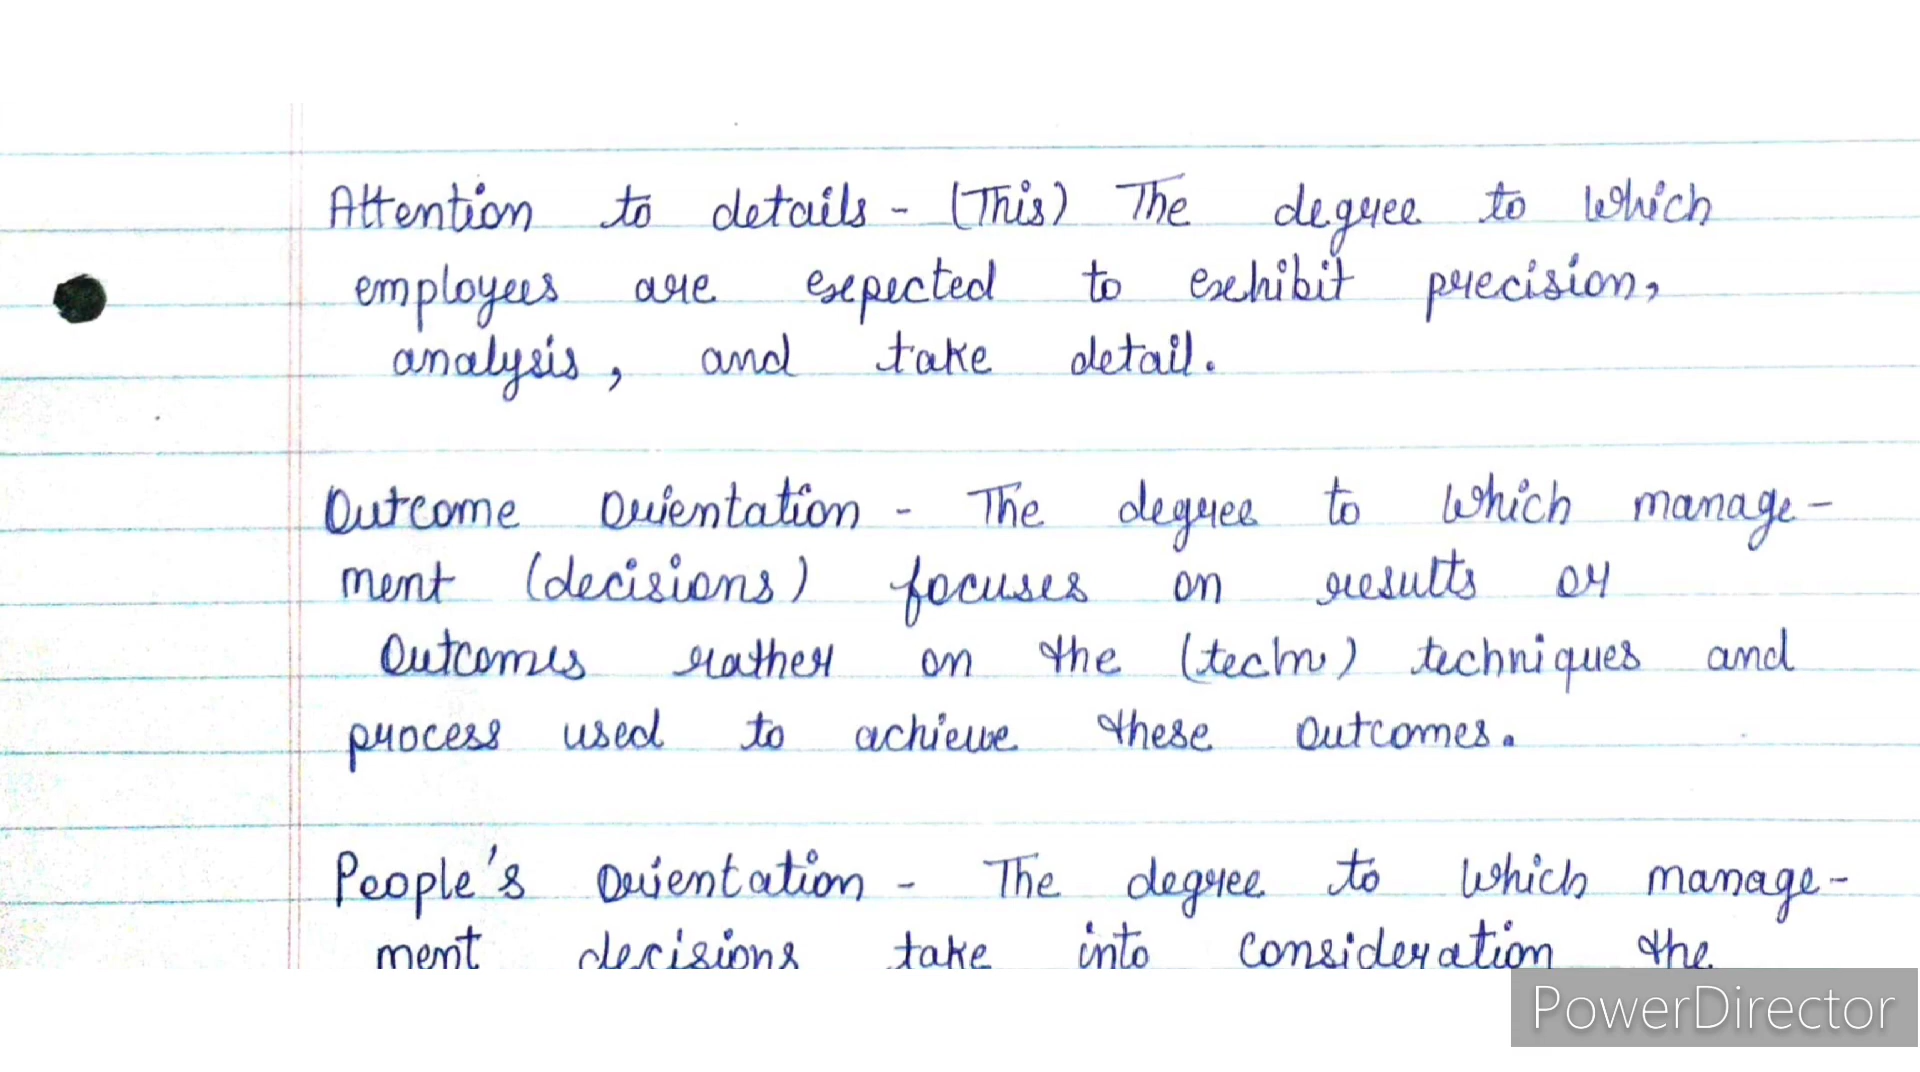 Attention to details - (This) The degree to which
employees are expected to exhibit precision,
analysis, and take detail.
Outcome Orientation - The degree to which manage-
ment (decisions) focuses on results or
Outcomes rather on the (techn) techniques and
process used to achieve these outcomes.
People's Orientation - The degree to which manage-
ment decisions take into consideration the
PowerDirector